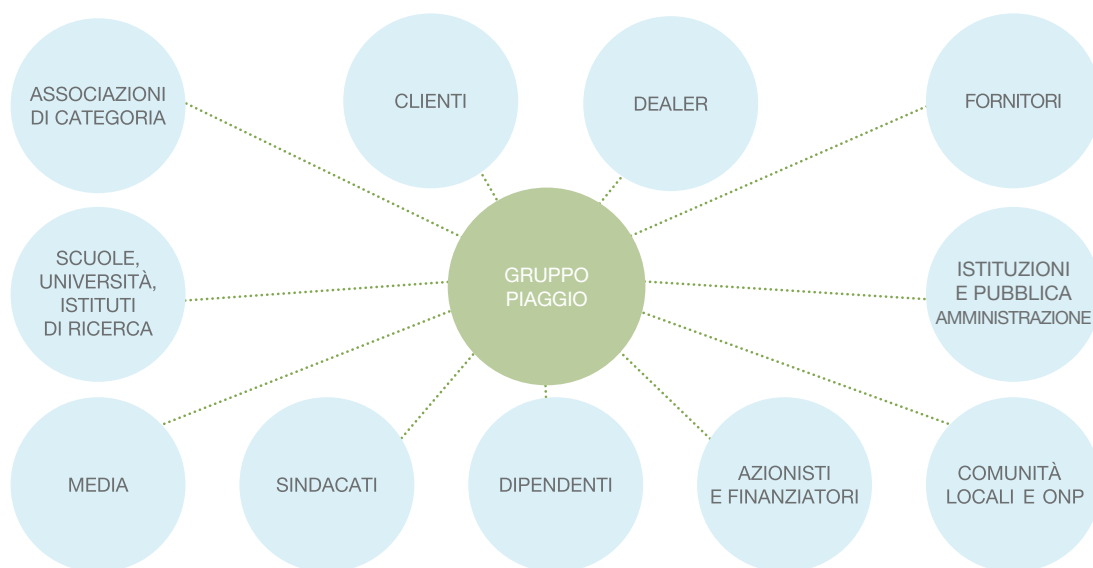 ASSOCIAZIONI
DI CATEGORIA
CLIENTI
DEALER
FORNITORI
SCUOLE,
UNIVERSITÀ,
ISTITUTI
DI RICERCA
GRUPPO
PIAGGIO
ISTITUZIONI
E PUBBLICA
AMMINISTRAZIONE
MEDIA
SINDACATI
DIPENDENTI
AZIONISTI
E FINANZIATORI
COMUNITÀ
LOCALI E ONP